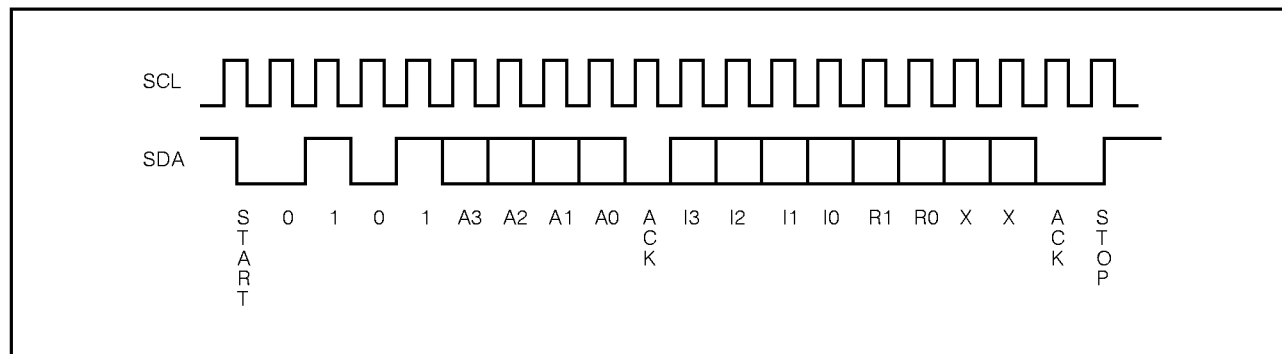 SCL
SDA
START 0 1 0 1 A3 A2 A1 A0 ACK I3 I2 I1 I0 R1 R0 X X ACK STOP